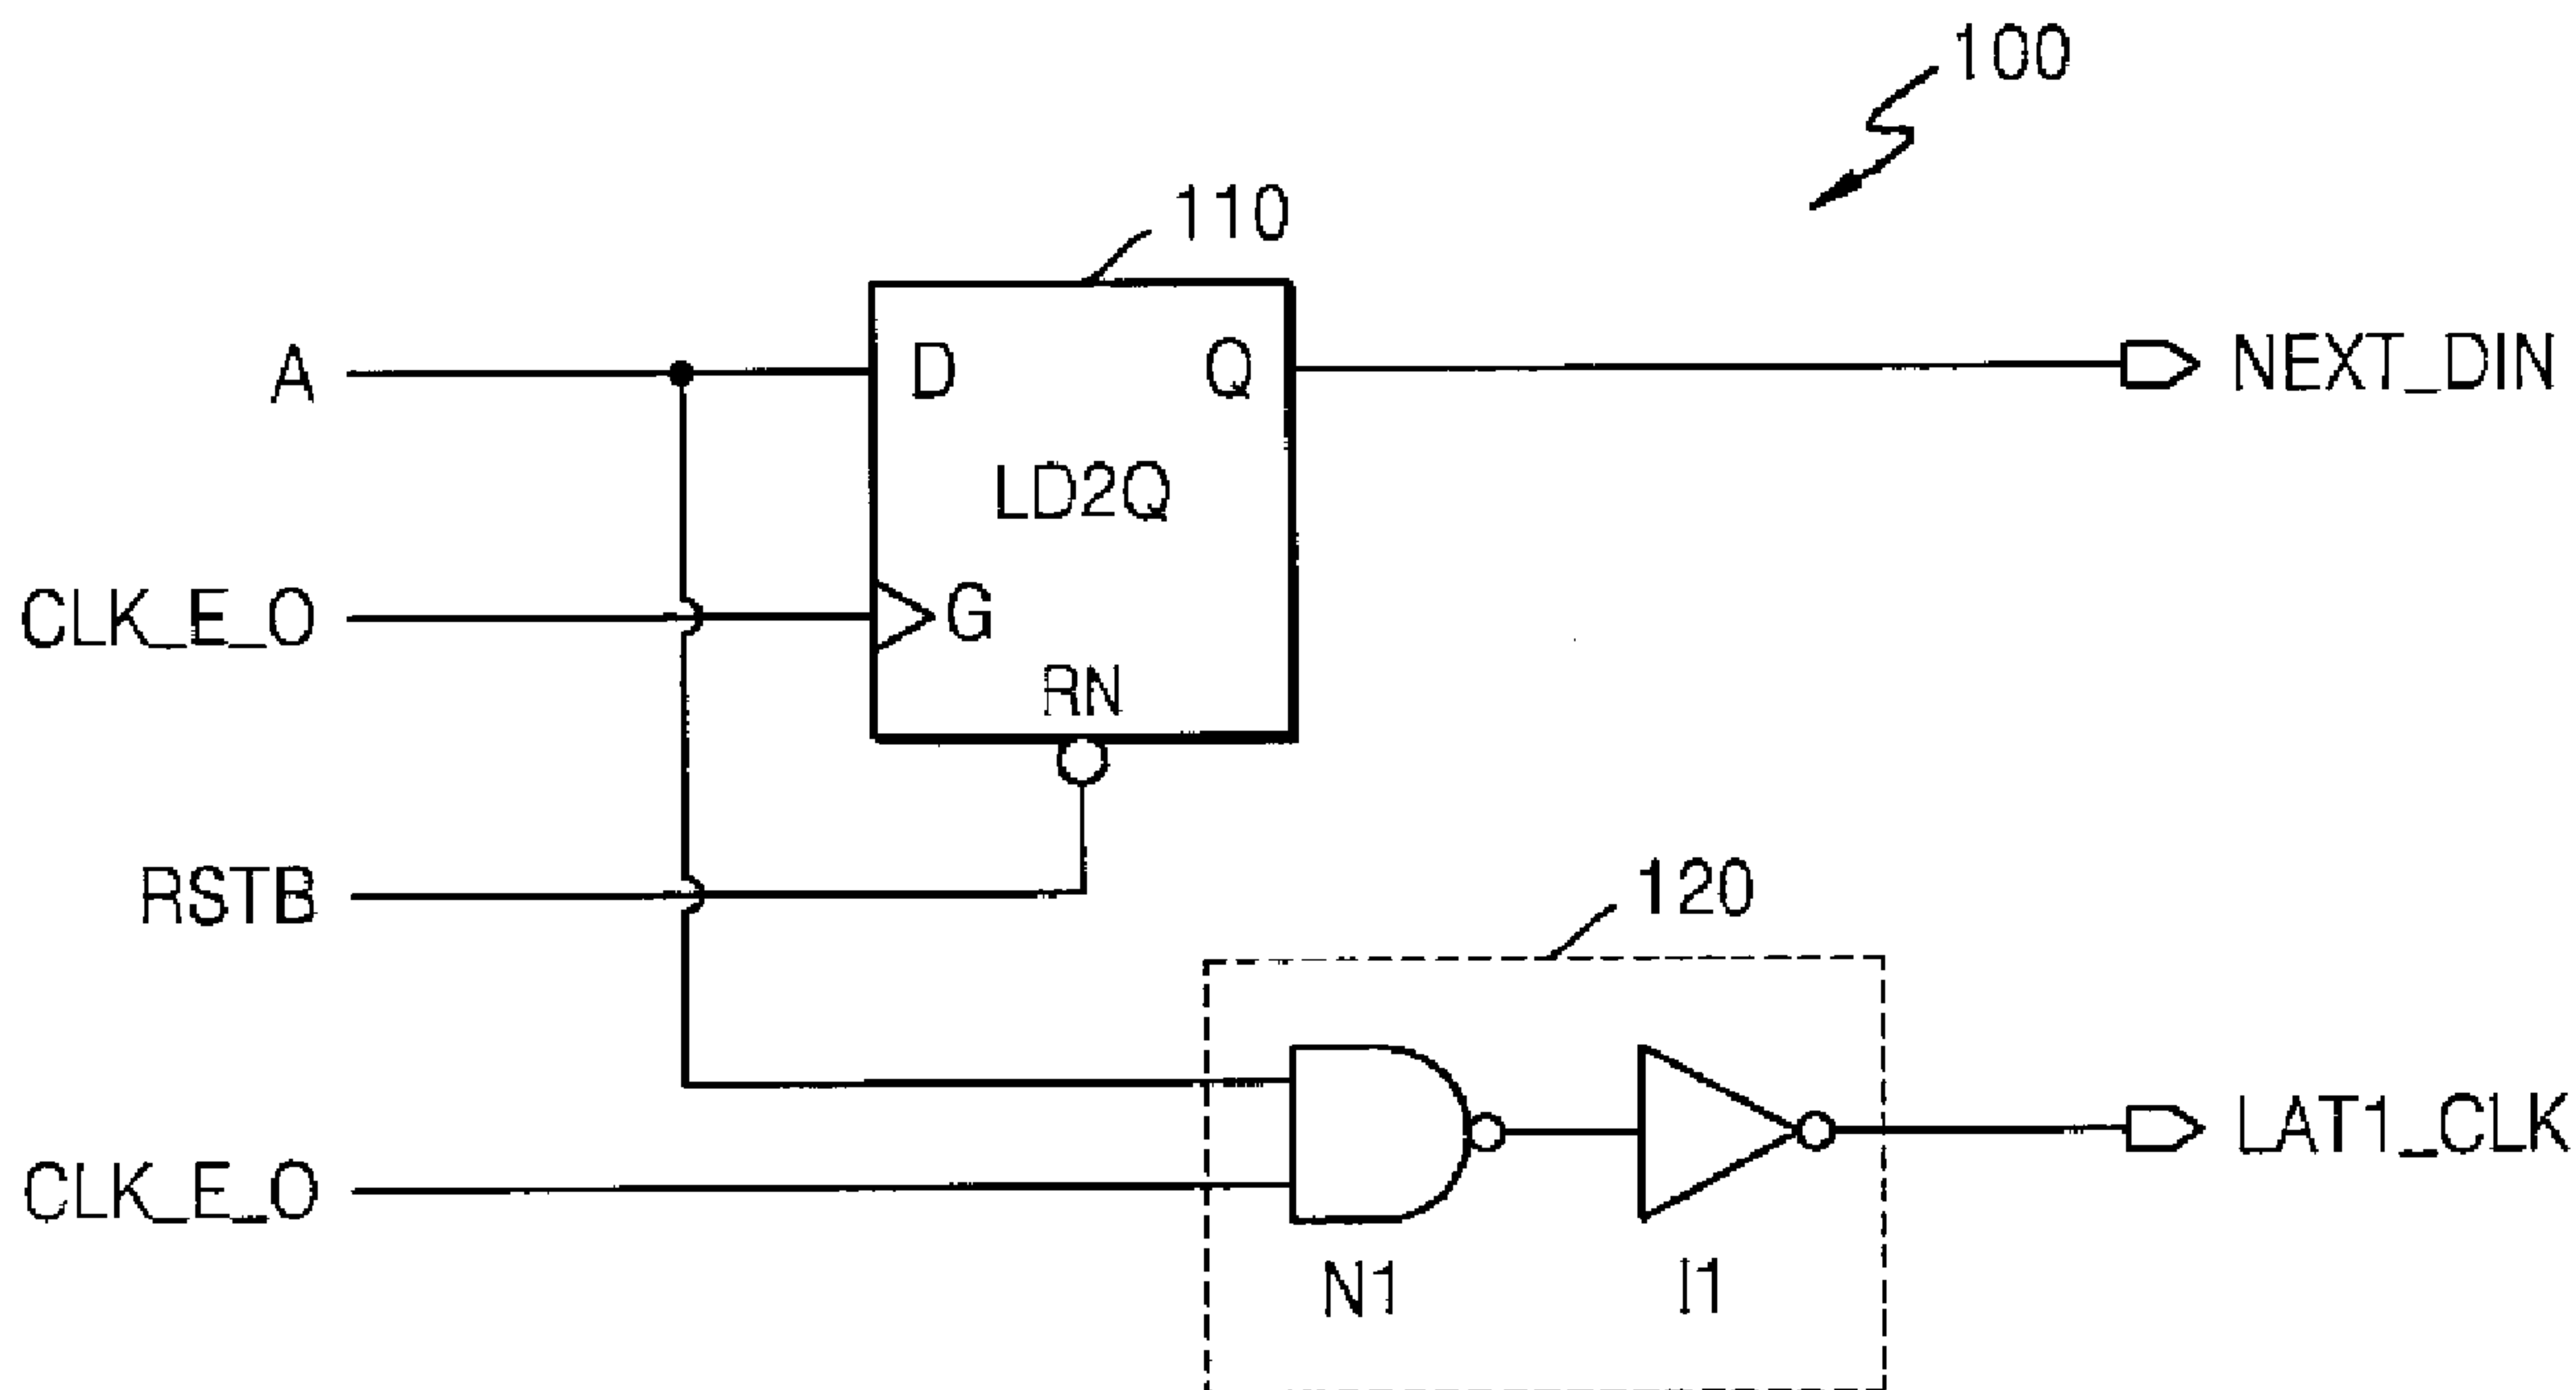 100
110
A
D
Q
NEXT_DIN
LD2Q
CLK_E_O
G
RN
RSTB
120
LAT1_CLK
CLK_E_O
N1
I1